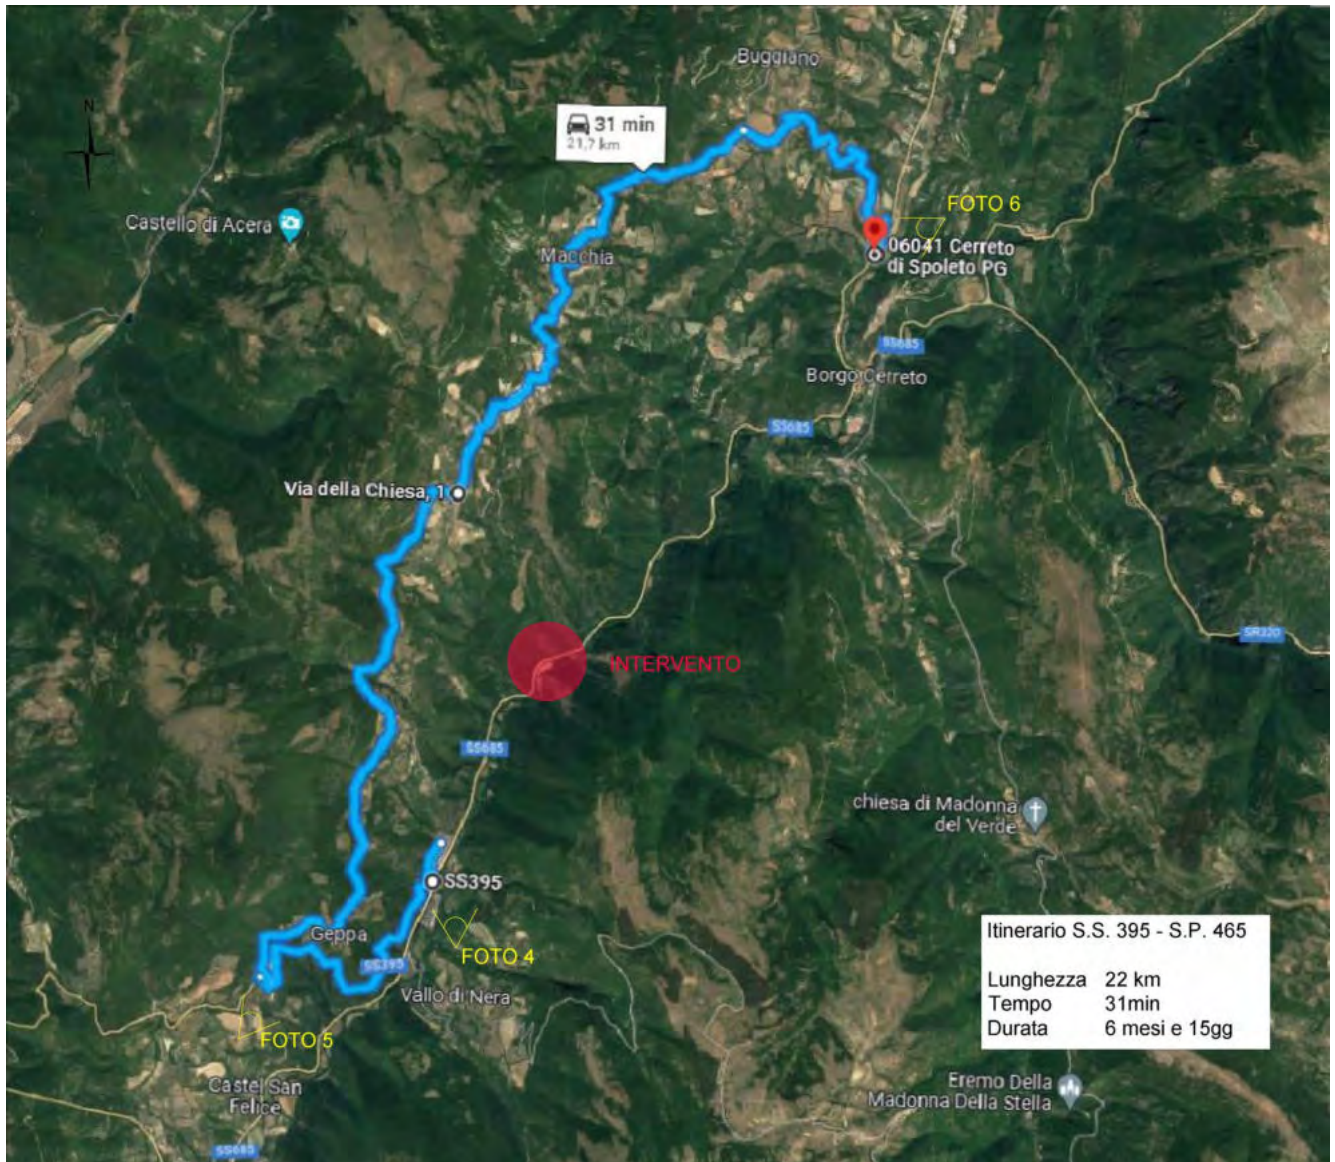 Buggiano
N
31 min
21,7 km
Castello di Acera
FOTO 6
06041 Cerreto
di Spoleto PG
Macchia
SS685
Borgo Cerreto
SS685
Via della Chiesa, 1
SR320
INTERVENTO
SS685
chiesa di Madonna
del Verde
SS395
Geppa
FOTO 4
SS395
Vallo di Nera
FOTO 5
Itinerario S.S. 395 - S.P. 465
Lunghezza 22 km
Tempo 31min
Durata 6 mesi e 15gg
Castel San
Felice
Eremo Della
Madonna Della Stella
SS685